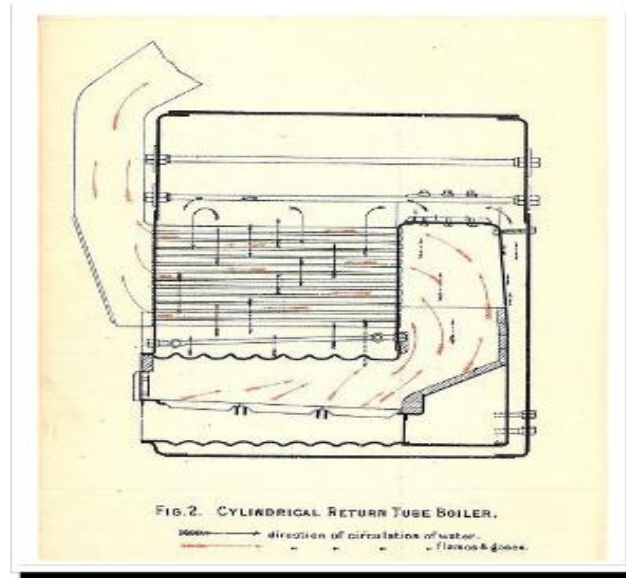 FIG. 2. CYLINDRICAL RETURN TUBE BOILER.
direction of circulation of water.
flames & gases.